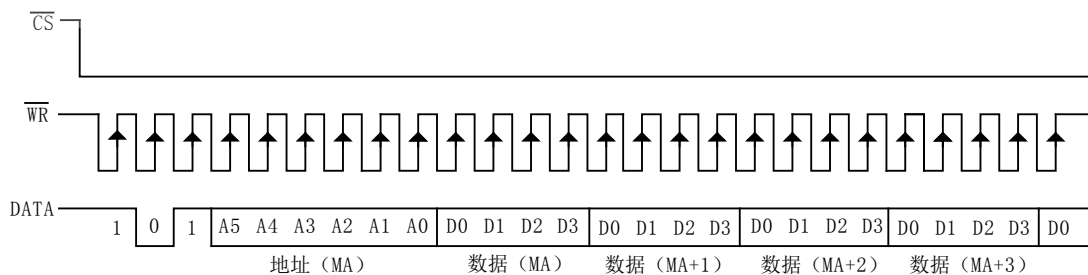 CS
WR
DATA 1 0 1 A5 A4 A3 A2 A1 A0 D0 D1 D2 D3 D0 D1 D2 D3 D0 D1 D2 D3 D0 D1 D2 D3 D0
地址（MA） 数据（MA） 数据（MA+1） 数据（MA+2） 数据（MA+3）